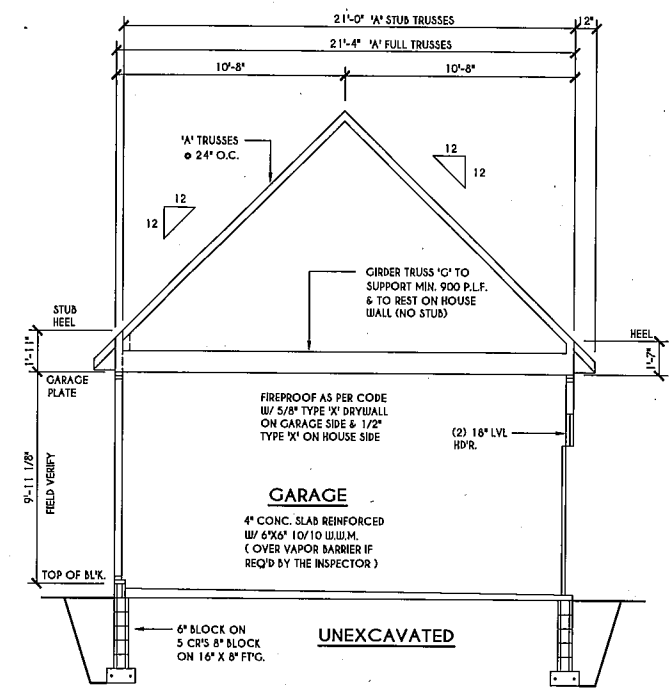 21'-0" 'A' STUB TRUSSES
12"
21'-4" 'A' FULL TRUSSES
10'-8"
10'-8"
'A' TRUSSES
@ 24" O.C.
12
12
12
12
GIRDER TRUSS 'G' TO
SUPPORT MIN. 900 P.L.F.
& TO REST ON HOUSE
WALL (NO STUB)
STUB
HEEL
HEEL
1'-11"
1'-7"
GARAGE
PLATE
FIREPROOF AS PER CODE
W/ 5/8" TYPE 'X' DRYWALL
ON GARAGE SIDE & 1/2"
TYPE 'X' ON HOUSE SIDE
(2) 18" LVL
HD'R.
9'-11 1/8"
FIELD VERIFY
GARAGE
4" CONC. SLAB REINFORCED
W/ 6"X6" 10/10 W.W.M.
( OVER VAPOR BARRIER IF
REQ'D BY THE INSPECTOR )
TOP OF BL'K.
6" BLOCK ON
5 CR'S 8" BLOCK
ON 16" X 8" FT'G.
UNEXCAVATED